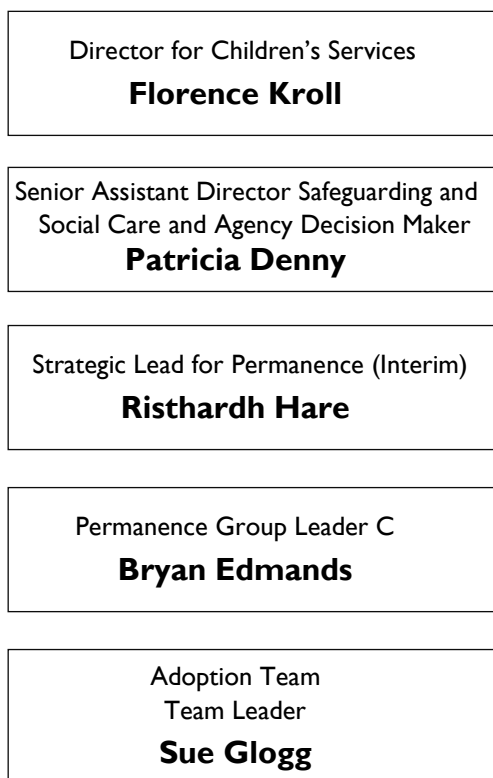 Director for Children’s Services
Florence Kroll
Senior Assistant Director Safeguarding and
Social Care and Agency Decision Maker
Patricia Denny
Strategic Lead for Permanence (Interim)
Risthardh Hare
Permanence Group Leader C
Bryan Edmands
Adoption Team
Team Leader
Sue Glogg